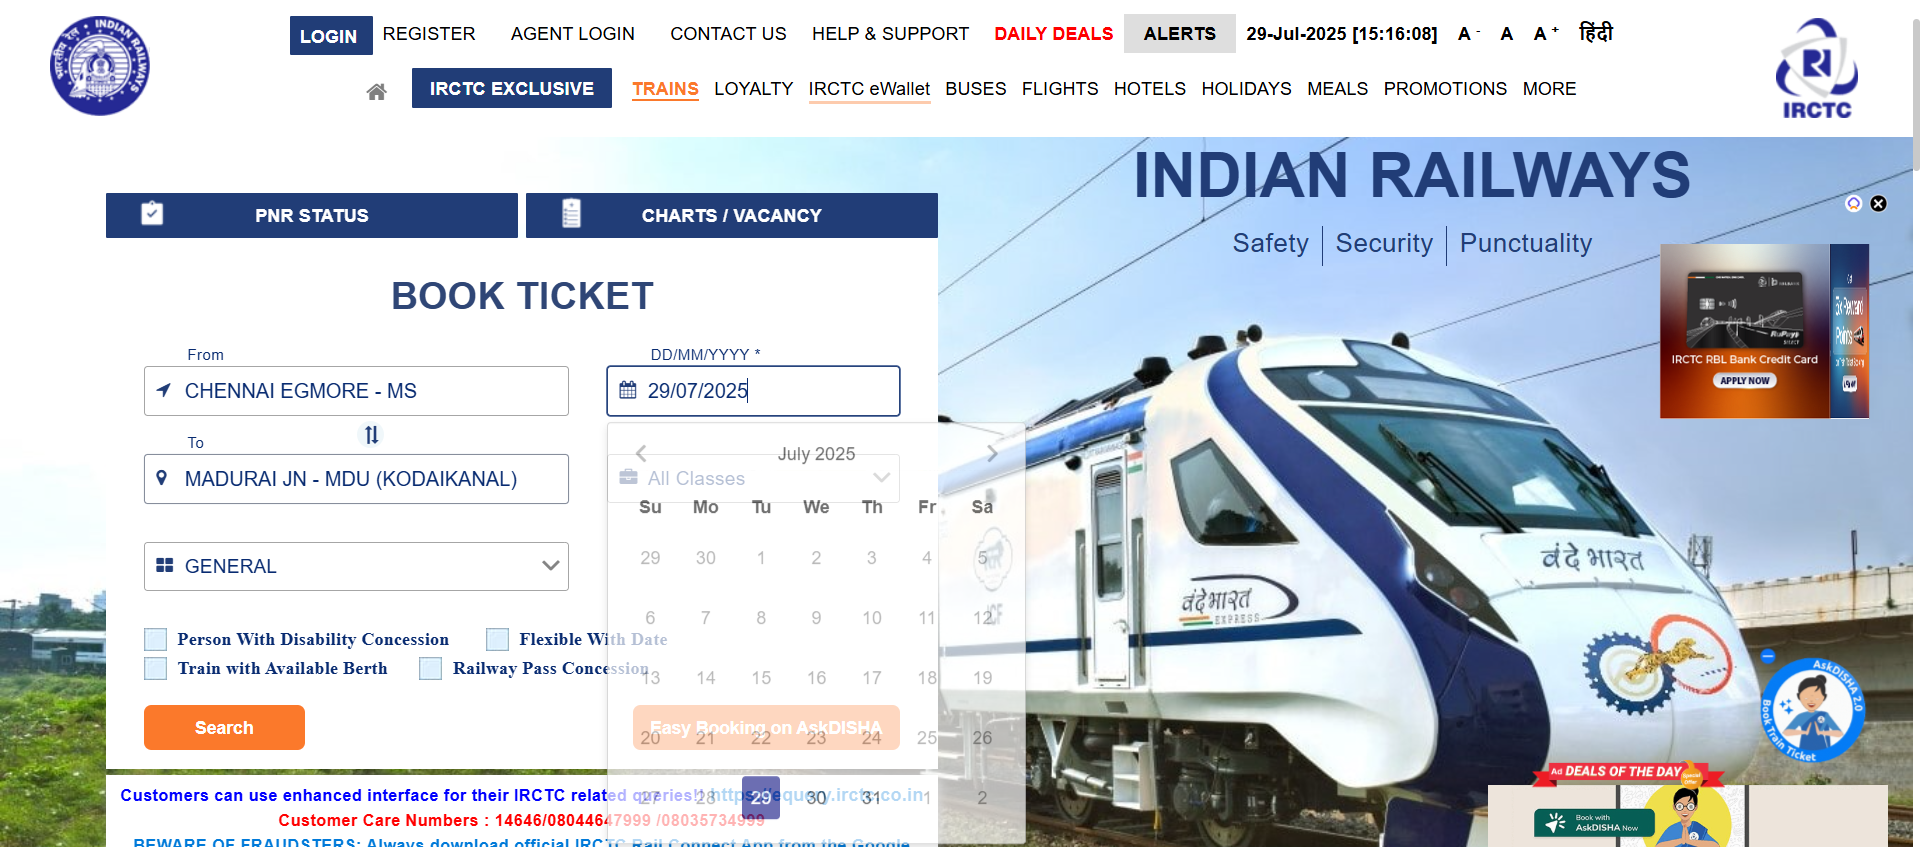 INDIAN RAILWAYS
भारतीय रेल
LOGIN
REGISTER
AGENT LOGIN
CONTACT US
HELP & SUPPORT
DAILY DEALS
ALERTS
29-Jul-2025 [15:16:08]
A -
A
A +
हिंदी
IRCTC EXCLUSIVE
TRAINS
LOYALTY
IRCTC eWallet
BUSES
FLIGHTS
HOTELS
HOLIDAYS
MEALS
PROMOTIONS
MORE
IRCTC
INDIAN RAILWAYS
Safety | Security | Punctuality
PNR STATUS
CHARTS / VACANCY
BOOK TICKET
From
CHENNAI EGMORE - MS
DD/MM/YYYY *
29/07/2025
To
MADURAI JN - MDU (KODAIKANAL)
All Classes
GENERAL
July 2025
Su Mo Tu We Th Fr Sa
29 30 1 2 3 4 5
6 7 8 9 10 11 12
13 14 15 16 17 18 19
20 21 22 23 24 25 26
27 28 29 30 31 1 2
Person With Disability Concession
Flexible With Date
Train with Available Berth
Railway Pass Concession
Search
Easy Booking on AskDISHA
Customers can use enhanced interface for their IRCTC related queries!! https://equery.irctc.co.in
Customer Care Numbers : 14646/08044647999 /08035734999
BEWARE OF FRAUDSTERS: Always download official IRCTC Rail Connect App from the Google
RuPay
SELECT
IRCTC RBL Bank Credit Card
APPLY NOW
वंदे भारत
वंदे भारत
EXPRESS
ICF
AskDISHA 2.0
Book Train Ticket
Ad DEALS OF THE DAY
Special Offer
Book with
AskDISHA Now